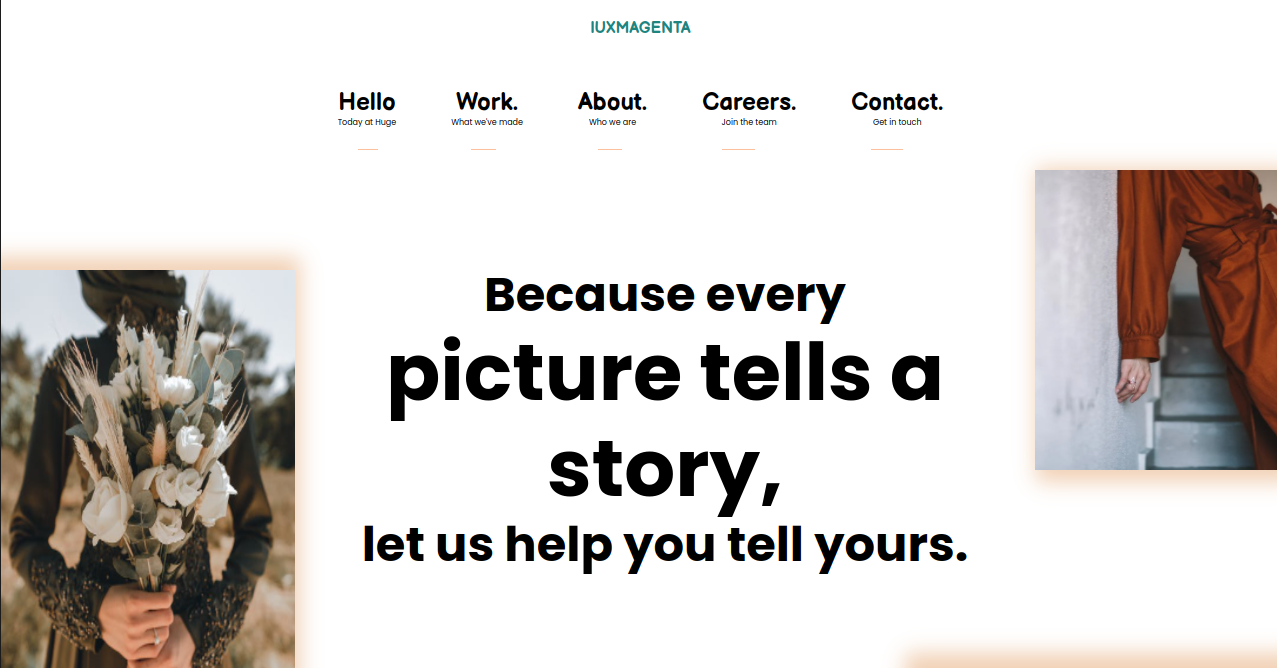 IUXMAGENTA
Hello Work. About. Careers. Contact.
Today at Huge What we've made Who we are Join the team Get in touch
Because every
picture tells a
story,
let us help you tell yours.